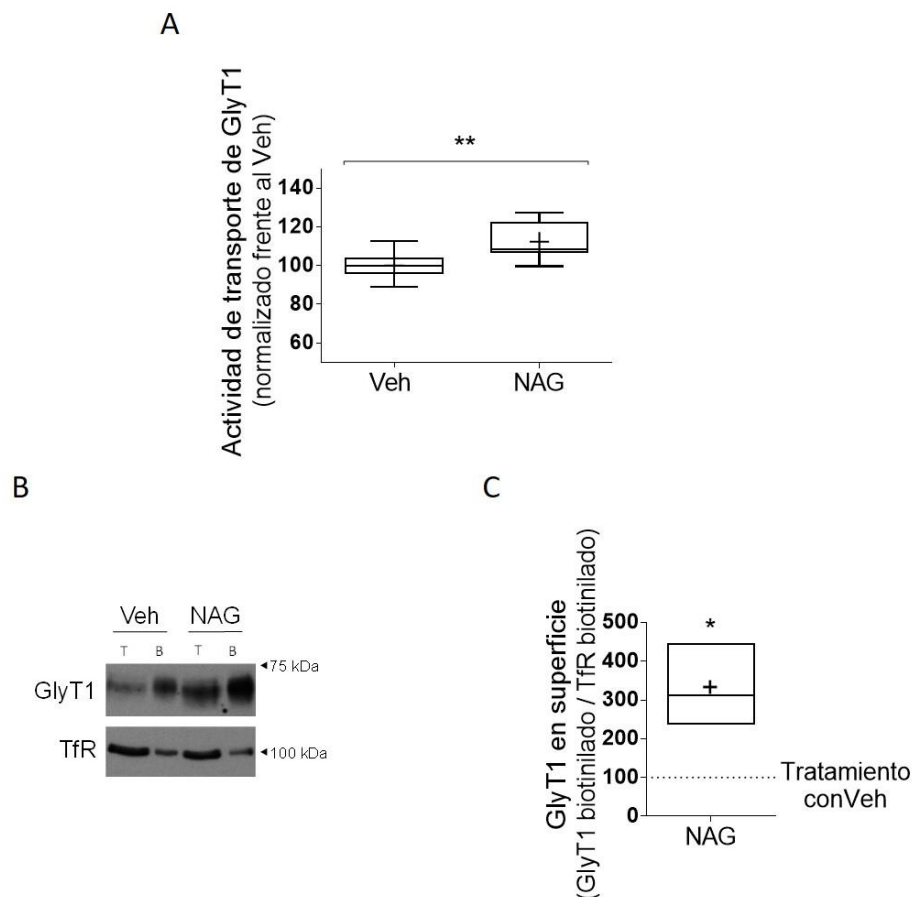 A
Actividad de transporte de GlyT1
(normalizado frente al Veh)
**
140
120
100
80
60
Veh NAG
B
Veh NAG
T B T B
GlyT1
◄75 kDa
TfR
◄100 kDa
C
GlyT1 en superficie
(GlyT1 biotinilado / TfR biotinilado)
*
500
400
300
200
100
0
Tratamiento
conVeh
NAG